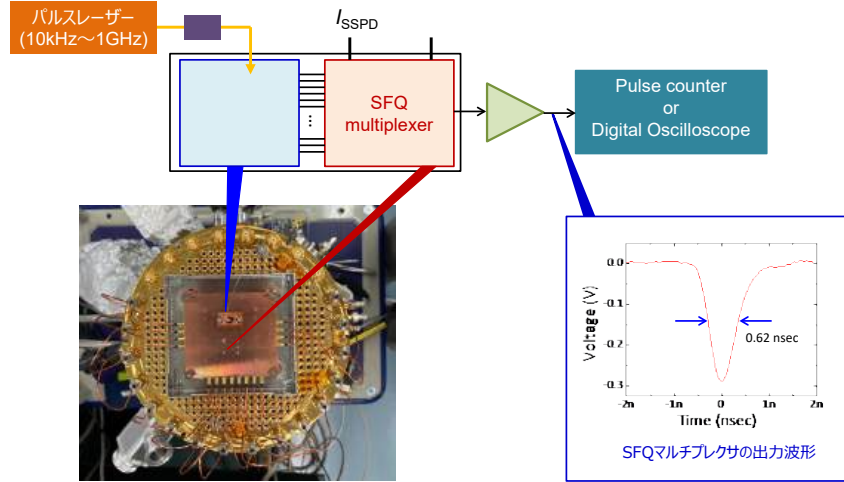 パルスレーザー
(10kHz～1GHz)
ISSPD
SFQ
multiplexer
⋮
Pulse counter
or
Digital Oscilloscope
0.0
-0.1
-0.2
-0.3
Voltage (V)
0.62 nsec
-2n
-1n
0
1n
2n
Time (nsec)
SFQマルチプレクサの出力波形